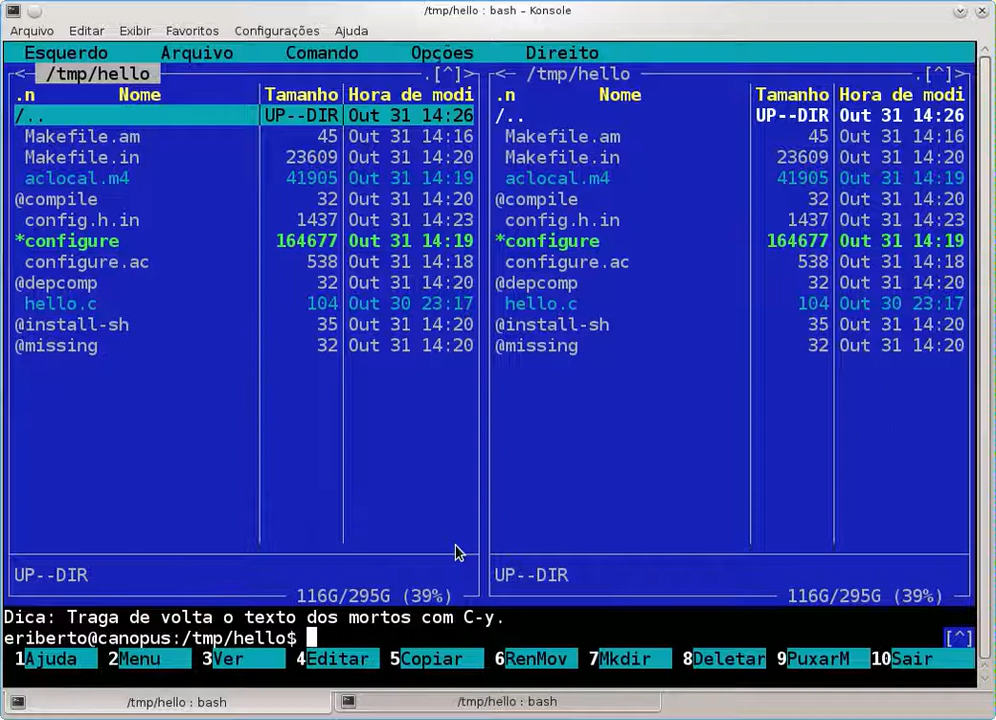 /tmp/hello : bash – Konsole
Arquivo Editar Exibir Favoritos Configurações Ajuda
Esquerdo Arquivo Comando Opções Direito
<─ /tmp/hello ─.[^]> <─ /tmp/hello ─.[^]>
.n Nome Tamanho Hora de modi .n Nome Tamanho Hora de modi
/.. UP--DIR Out 31 14:26 /.. UP--DIR Out 31 14:26
Makefile.am 45 Out 31 14:16 Makefile.am 45 Out 31 14:16
Makefile.in 23609 Out 31 14:20 Makefile.in 23609 Out 31 14:20
aclocal.m4 41905 Out 31 14:19 aclocal.m4 41905 Out 31 14:19
@compile 32 Out 31 14:20 @compile 32 Out 31 14:20
config.h.in 1437 Out 31 14:23 config.h.in 1437 Out 31 14:23
*configure 164677 Out 31 14:19 *configure 164677 Out 31 14:19
configure.ac 538 Out 31 14:18 configure.ac 538 Out 31 14:18
@depcomp 32 Out 31 14:20 @depcomp 32 Out 31 14:20
hello.c 104 Out 30 23:17 hello.c 104 Out 30 23:17
@install-sh 35 Out 31 14:20 @install-sh 35 Out 31 14:20
@missing 32 Out 31 14:20 @missing 32 Out 31 14:20
UP--DIR UP--DIR
116G/295G (39%) 116G/295G (39%)
Dica: Traga de volta o texto dos mortos com C-y.
eriberto@canopus:/tmp/hello$ [^]
1Ajuda 2Menu 3Ver 4Editar 5Copiar 6RenMov 7Mkdir 8Deletar 9PuxarM 10Sair
/tmp/hello : bash /tmp/hello : bash